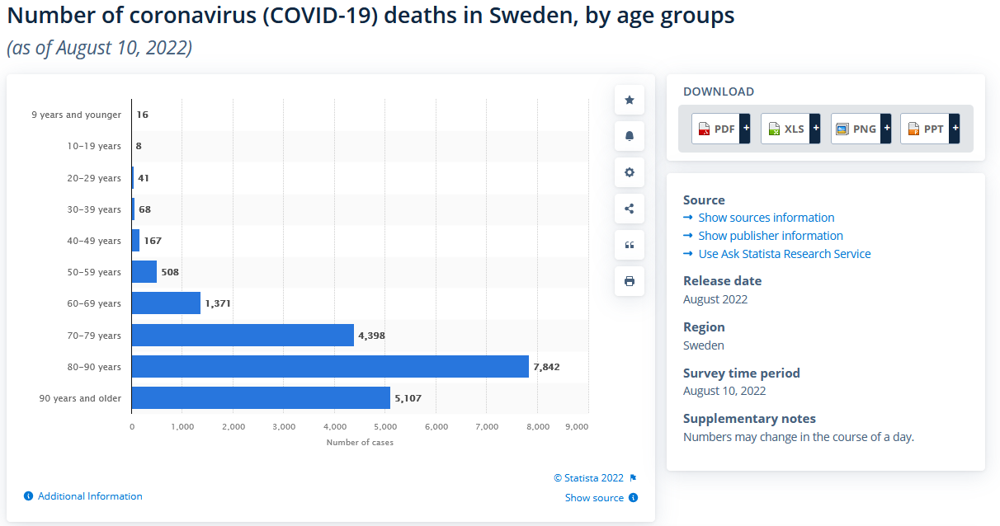 Number of coronavirus (COVID-19) deaths in Sweden, by age groups
(as of August 10, 2022)
9 years and younger 16
10–19 years 8
20–29 years 41
30–39 years 68
40–49 years 167
50–59 years 508
60–69 years 1,371
70–79 years 4,398
80–90 years 7,842
90 years and older 5,107
0 1,000 2,000 3,000 4,000 5,000 6,000 7,000 8,000 9,000
Number of cases
© Statista 2022
Additional Information
Show source
DOWNLOAD
PDF + XLS + PNG + PPT +
Source
→ Show sources information
→ Show publisher information
→ Use Ask Statista Research Service
Release date
August 2022
Region
Sweden
Survey time period
August 10, 2022
Supplementary notes
Numbers may change in the course of a day.